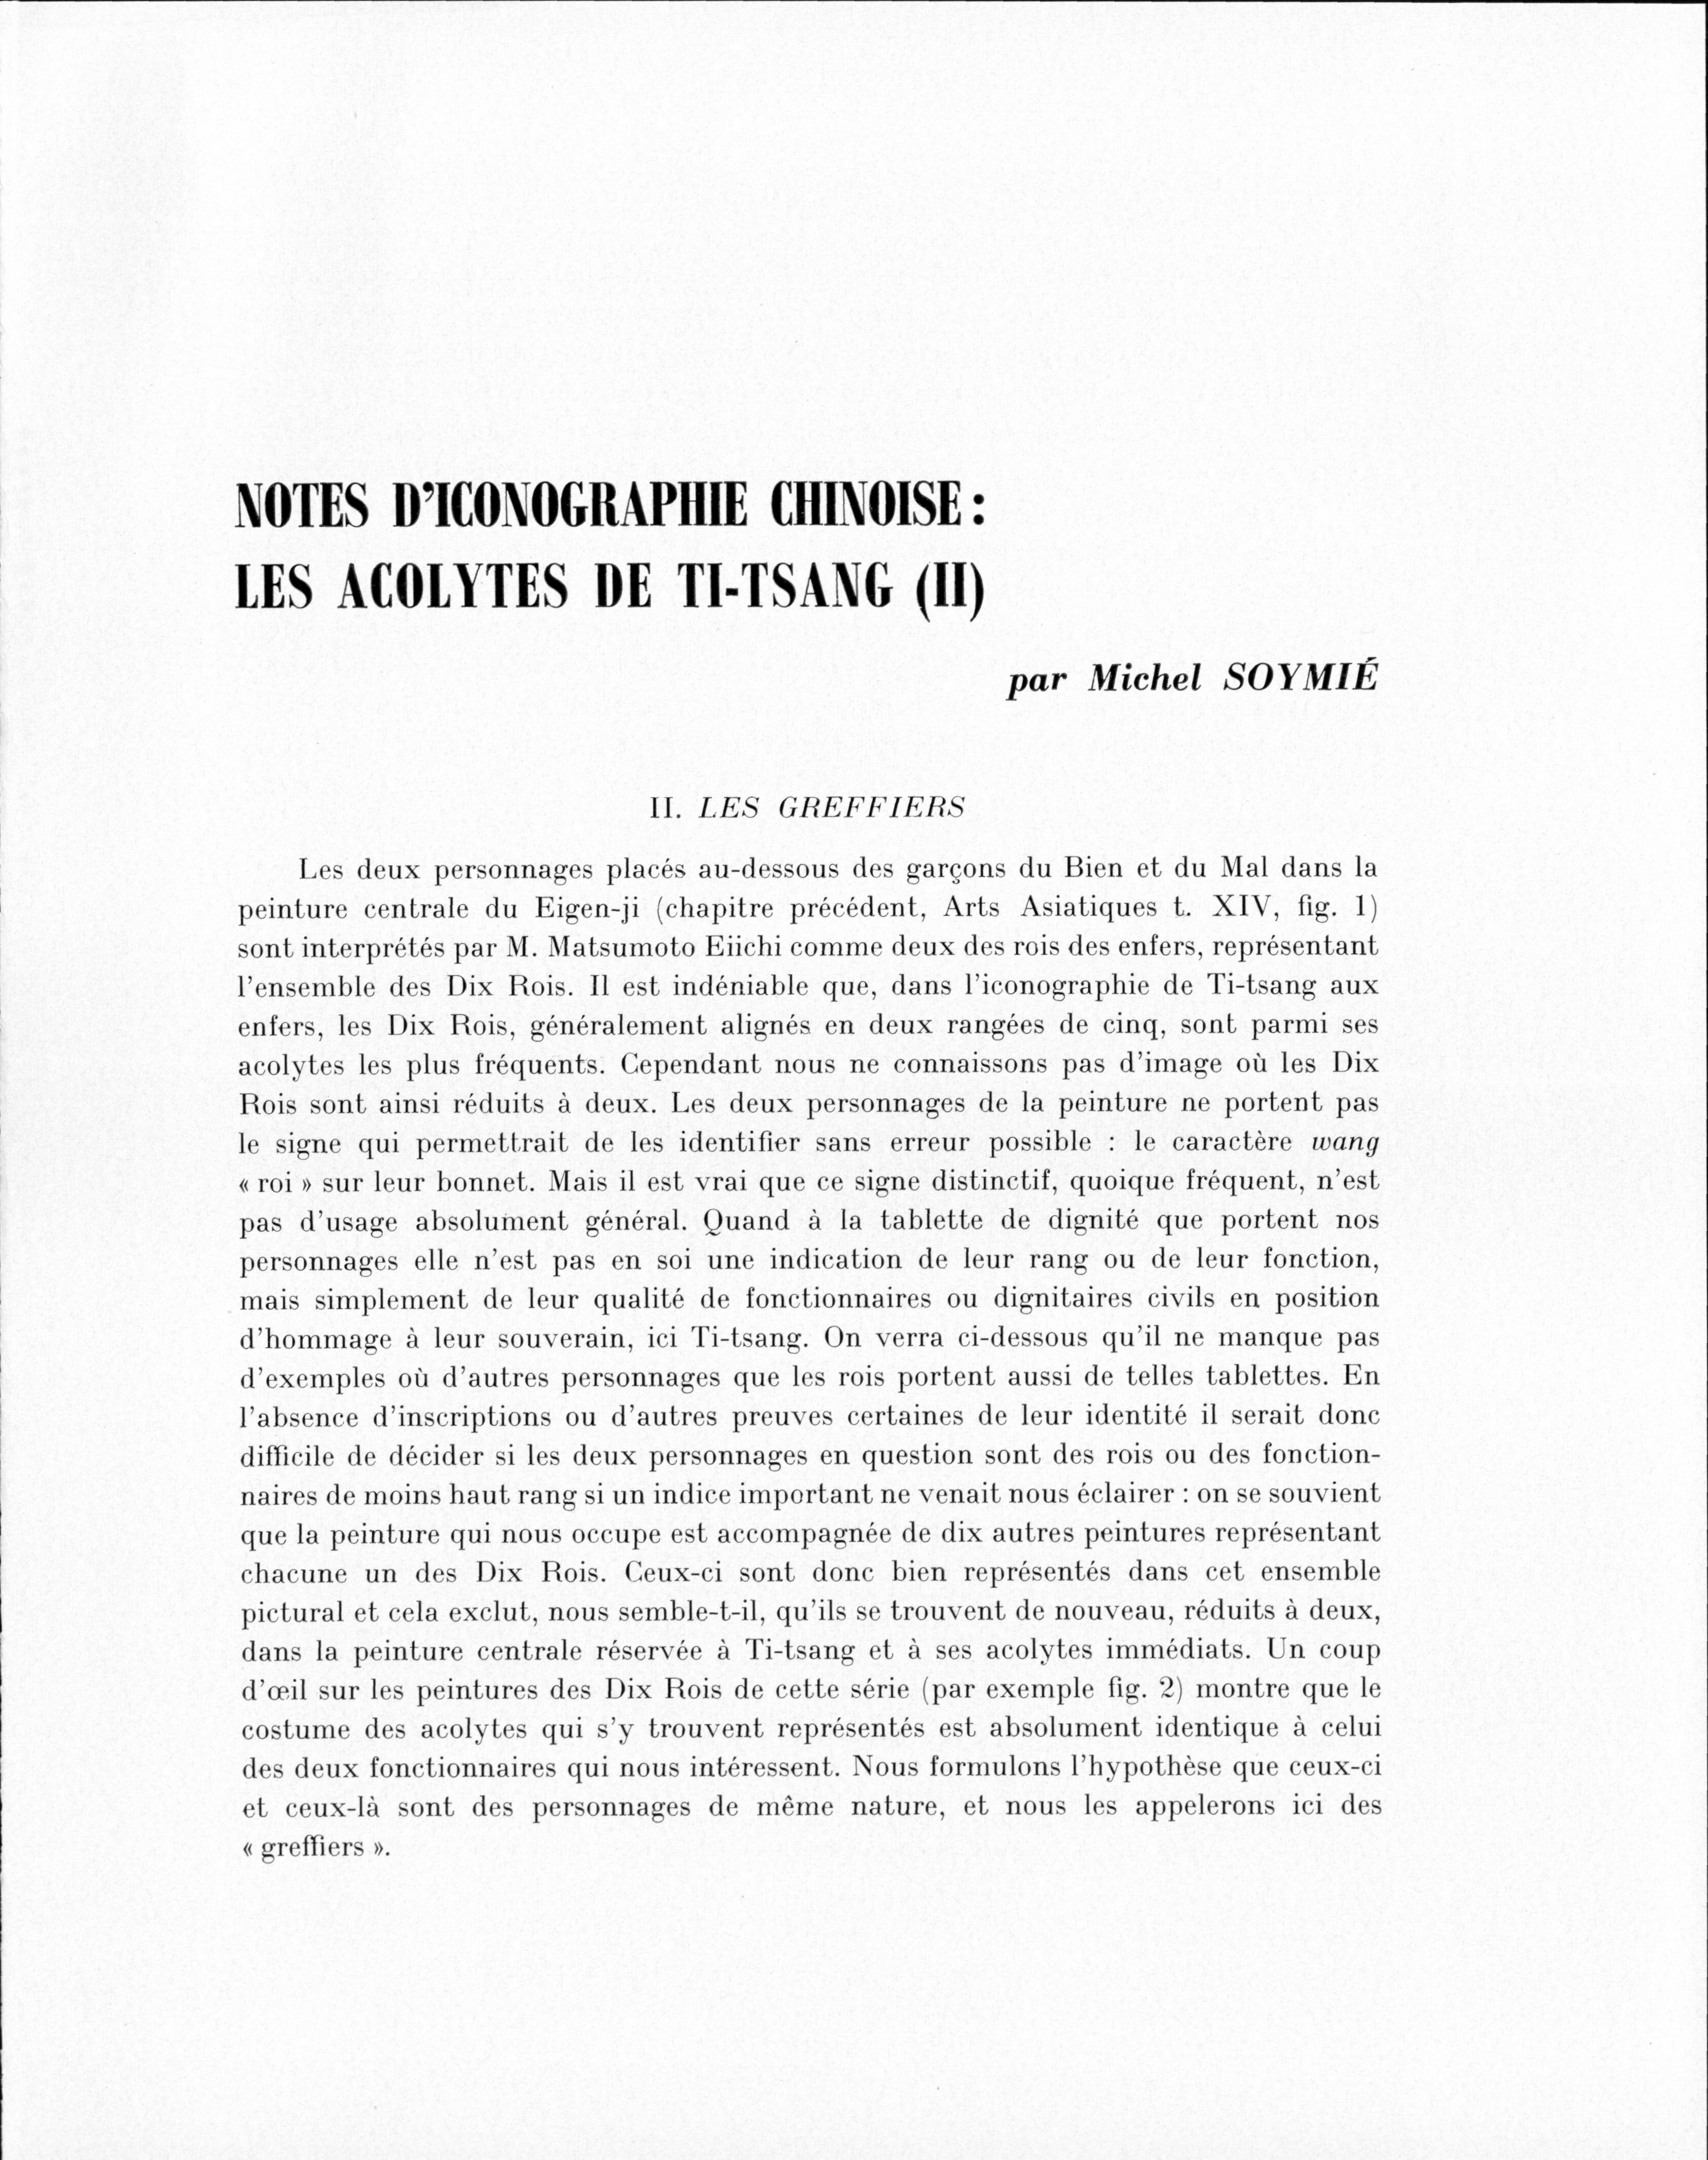 NOTES D'ICONOGRAPHIE CHINOISE :
LES ACOLYTES DE TI-TSANG (II)
par Michel SOYMIÉ
II. LES GREFFIERS
Les deux personnages placés au-dessous des garçons du Bien et du Mal dans la
peinture centrale du Eigen-ji (chapitre précédent, Arts Asiatiques t. XIV, fig. 1)
sont interprétés par M. Matsumoto Eiichi comme deux des rois des enfers, représentant
l'ensemble des Dix Rois. Il est indéniable que, dans l'iconographie de Ti-tsang aux
enfers, les Dix Rois, généralement alignés en deux rangées de cinq, sont parmi ses
acolytes les plus fréquents. Cependant nous ne connaissons pas d'image où les Dix
Rois sont ainsi réduits à deux. Les deux personnages de la peinture ne portent pas
le signe qui permettrait de les identifier sans erreur possible : le caractère wang
« roi » sur leur bonnet. Mais il est vrai que ce signe distinctif, quoique fréquent, n'est
pas d'usage absolument général. Quand à la tablette de dignité que portent nos
personnages elle n'est pas en soi une indication de leur rang ou de leur fonction,
mais simplement de leur qualité de fonctionnaires ou dignitaires civils en position
d'hommage à leur souverain, ici Ti-tsang. On verra ci-dessous qu'il ne manque pas
d'exemples où d'autres personnages que les rois portent aussi de telles tablettes. En
l'absence d'inscriptions ou d'autres preuves certaines de leur identité il serait donc
difficile de décider si les deux personnages en question sont des rois ou des fonction-
naires de moins haut rang si un indice important ne venait nous éclairer : on se souvient
que la peinture qui nous occupe est accompagnée de dix autres peintures représentant
chacune un des Dix Rois. Ceux-ci sont donc bien représentés dans cet ensemble
pictural et cela exclut, nous semble-t-il, qu'ils se trouvent de nouveau, réduits à deux,
dans la peinture centrale réservée à Ti-tsang et à ses acolytes immédiats. Un coup
d'œil sur les peintures des Dix Rois de cette série (par exemple fig. 2) montre que le
costume des acolytes qui s'y trouvent représentés est absolument identique à celui
des deux fonctionnaires qui nous intéressent. Nous formulons l'hypothèse que ceux-ci
et ceux-là sont des personnages de même nature, et nous les appelerons ici des
« greffiers ».